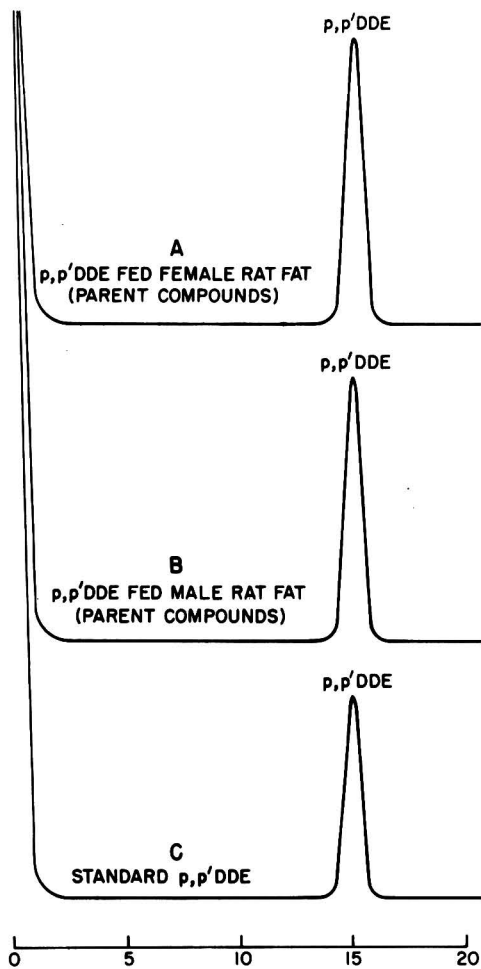 p,p'DDE
A
p,p'DDE FED FEMALE RAT FAT
(PARENT COMPOUNDS)
p,p'DDE
B
p,p'DDE FED MALE RAT FAT
(PARENT COMPOUNDS)
p,p'DDE
C
STANDARD p,p'DDE
0 5 10 15 20